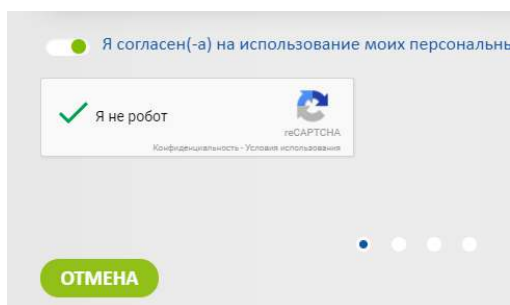 Я согласен(-а) на использование моих персональны
Я не робот
reCAPTCHA
Конфиденциальность - Условия использования
ОТМЕНА